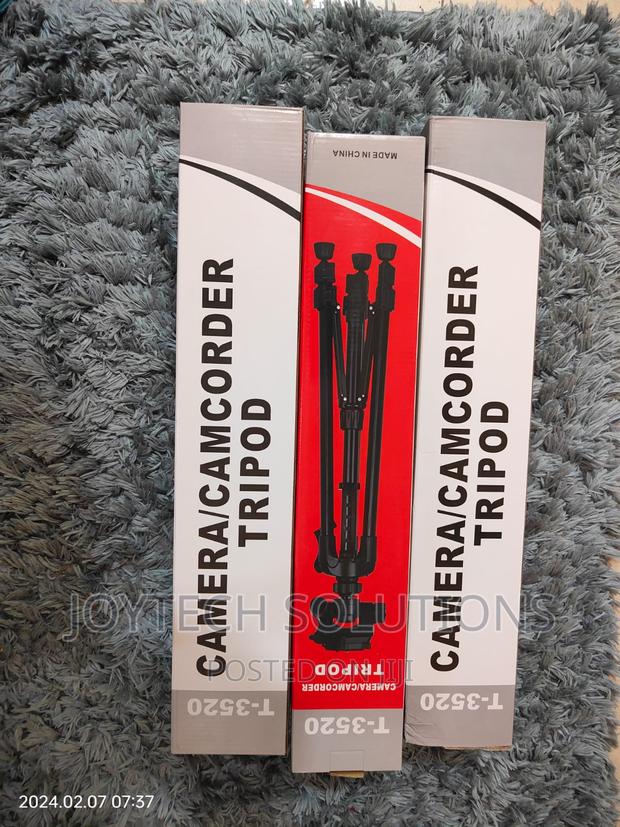 CAMERA/CAMCORDER
TRIPOD
T-3520
MADE IN CHINA
CAMERA/CAMCORDER
TRIPOD
T-3520
CAMERA/CAMCORDER
TRIPOD
T-3520
JOYTECH SOLUTIONS
POSTED ON JIJI
2024.02.07 07:37